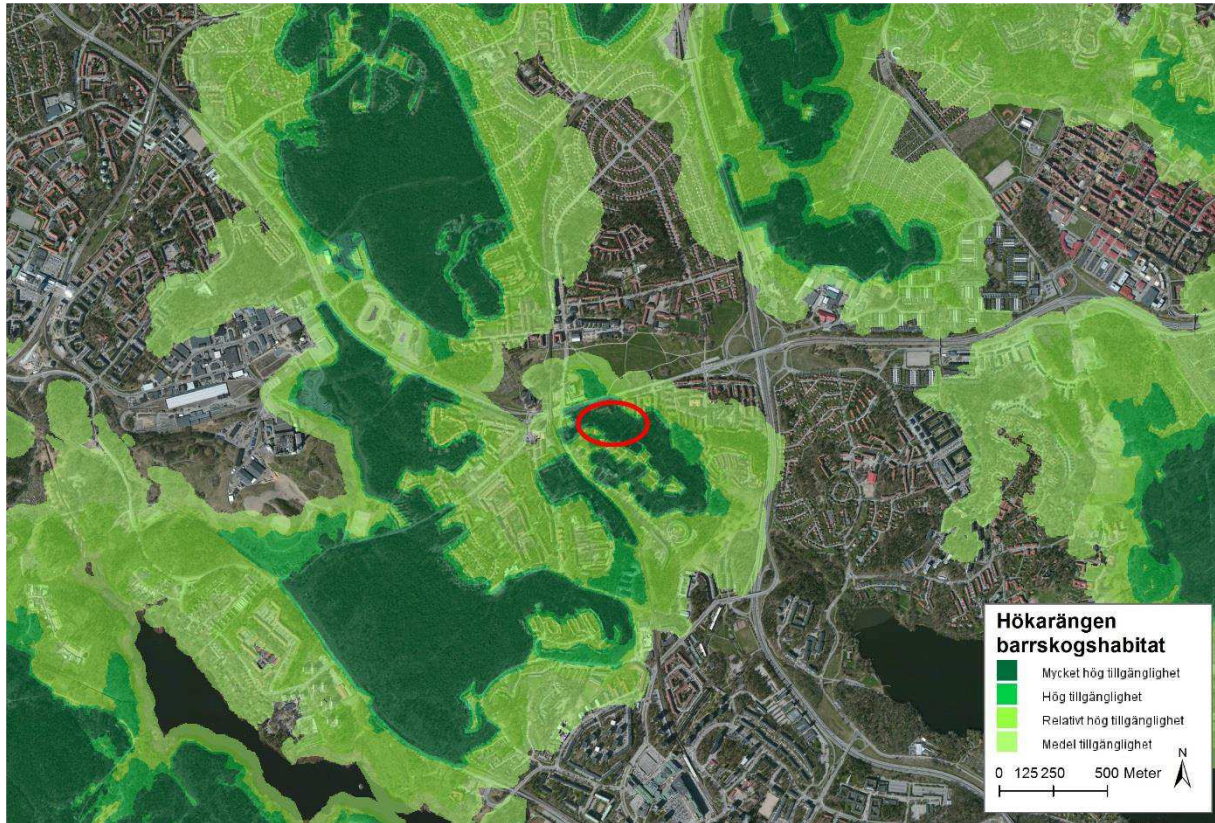 Hökarängen
barrskogshabitat
Mycket hög tillgänglighet
Hög tillgänglighet
Relativt hög tillgänglighet
Medel tillgänglighet
N
0 125 250 500 Meter